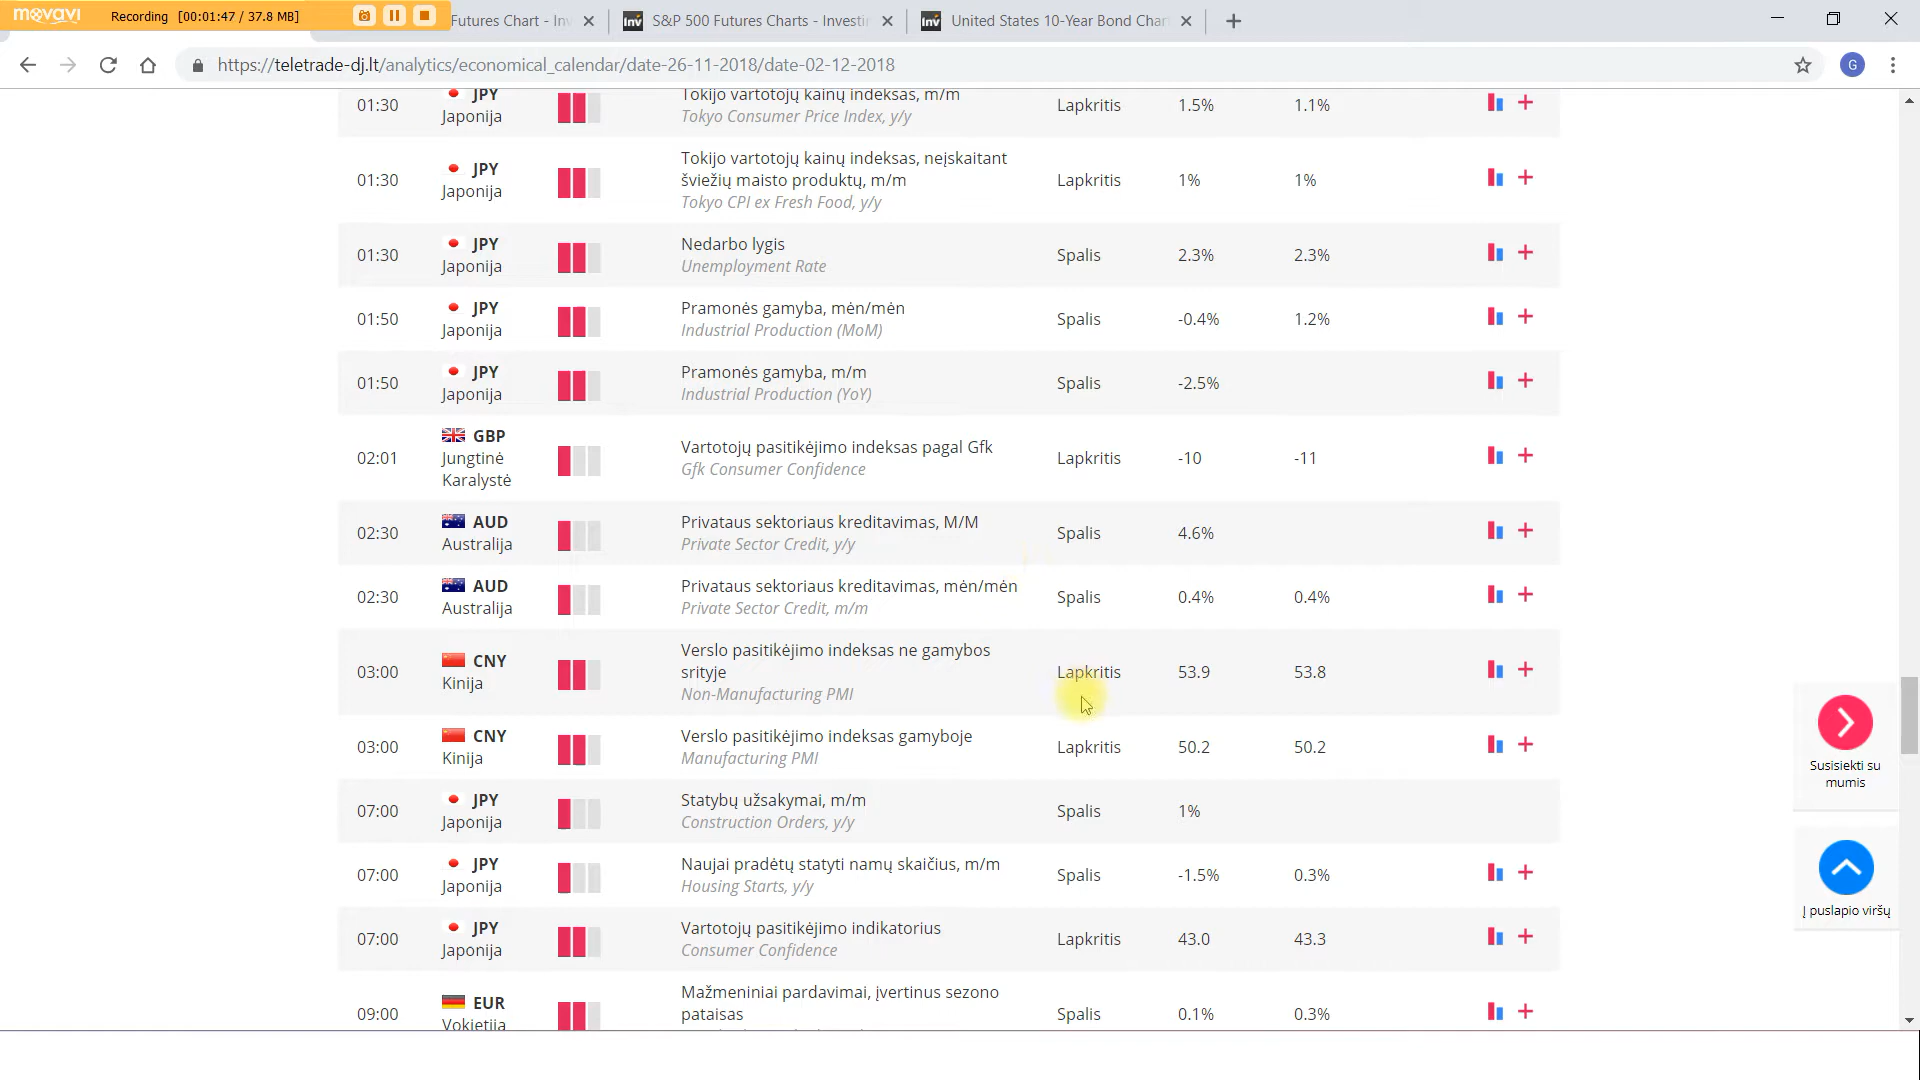 movavi Recording [00:01:47 / 37.8 MB]
Futures Chart - Inv
S&P 500 Futures Charts - Investi
United States 10-Year Bond Char
https://teletrade-dj.lt/analytics/economical_calendar/date-26-11-2018/date-02-12-2018
G
01:30 JPY Japonija Tokijo vartotojų kainų indeksas, m/m Lapkritis 1.5% 1.1%
Tokyo Consumer Price Index, y/y
01:30 JPY Japonija Tokijo vartotojų kainų indeksas, neįskaitant
šviežių maisto produktų, m/m Lapkritis 1% 1%
Tokyo CPI ex Fresh Food, y/y
01:30 JPY Japonija Nedarbo lygis Spalis 2.3% 2.3%
Unemployment Rate
01:50 JPY Japonija Pramonės gamyba, mėn/mėn Spalis -0.4% 1.2%
Industrial Production (MoM)
01:50 JPY Japonija Pramonės gamyba, m/m Spalis -2.5%
Industrial Production (YoY)
02:01 GBP Jungtinė Karalystė Vartotojų pasitikėjimo indeksas pagal Gfk Lapkritis -10 -11
Gfk Consumer Confidence
02:30 AUD Australija Privataus sektoriaus kreditavimas, M/M Spalis 4.6%
Private Sector Credit, y/y
02:30 AUD Australija Privataus sektoriaus kreditavimas, mėn/mėn Spalis 0.4% 0.4%
Private Sector Credit, m/m
03:00 CNY Kinija Verslo pasitikėjimo indeksas ne gamybos
srityje Lapkritis 53.9 53.8
Non-Manufacturing PMI
03:00 CNY Kinija Verslo pasitikėjimo indeksas gamyboje Lapkritis 50.2 50.2
Manufacturing PMI
07:00 JPY Japonija Statybų užsakymai, m/m Spalis 1%
Construction Orders, y/y
07:00 JPY Japonija Naujai pradėtų statyti namų skaičius, m/m Spalis -1.5% 0.3%
Housing Starts, y/y
07:00 JPY Japonija Vartotojų pasitikėjimo indikatorius Lapkritis 43.0 43.3
Consumer Confidence
09:00 EUR Vokietija Mažmeniniai pardavimai, įvertinus sezono
pataisas Spalis 0.1% 0.3%
Susisiekti su
mumis
Į puslapio viršų